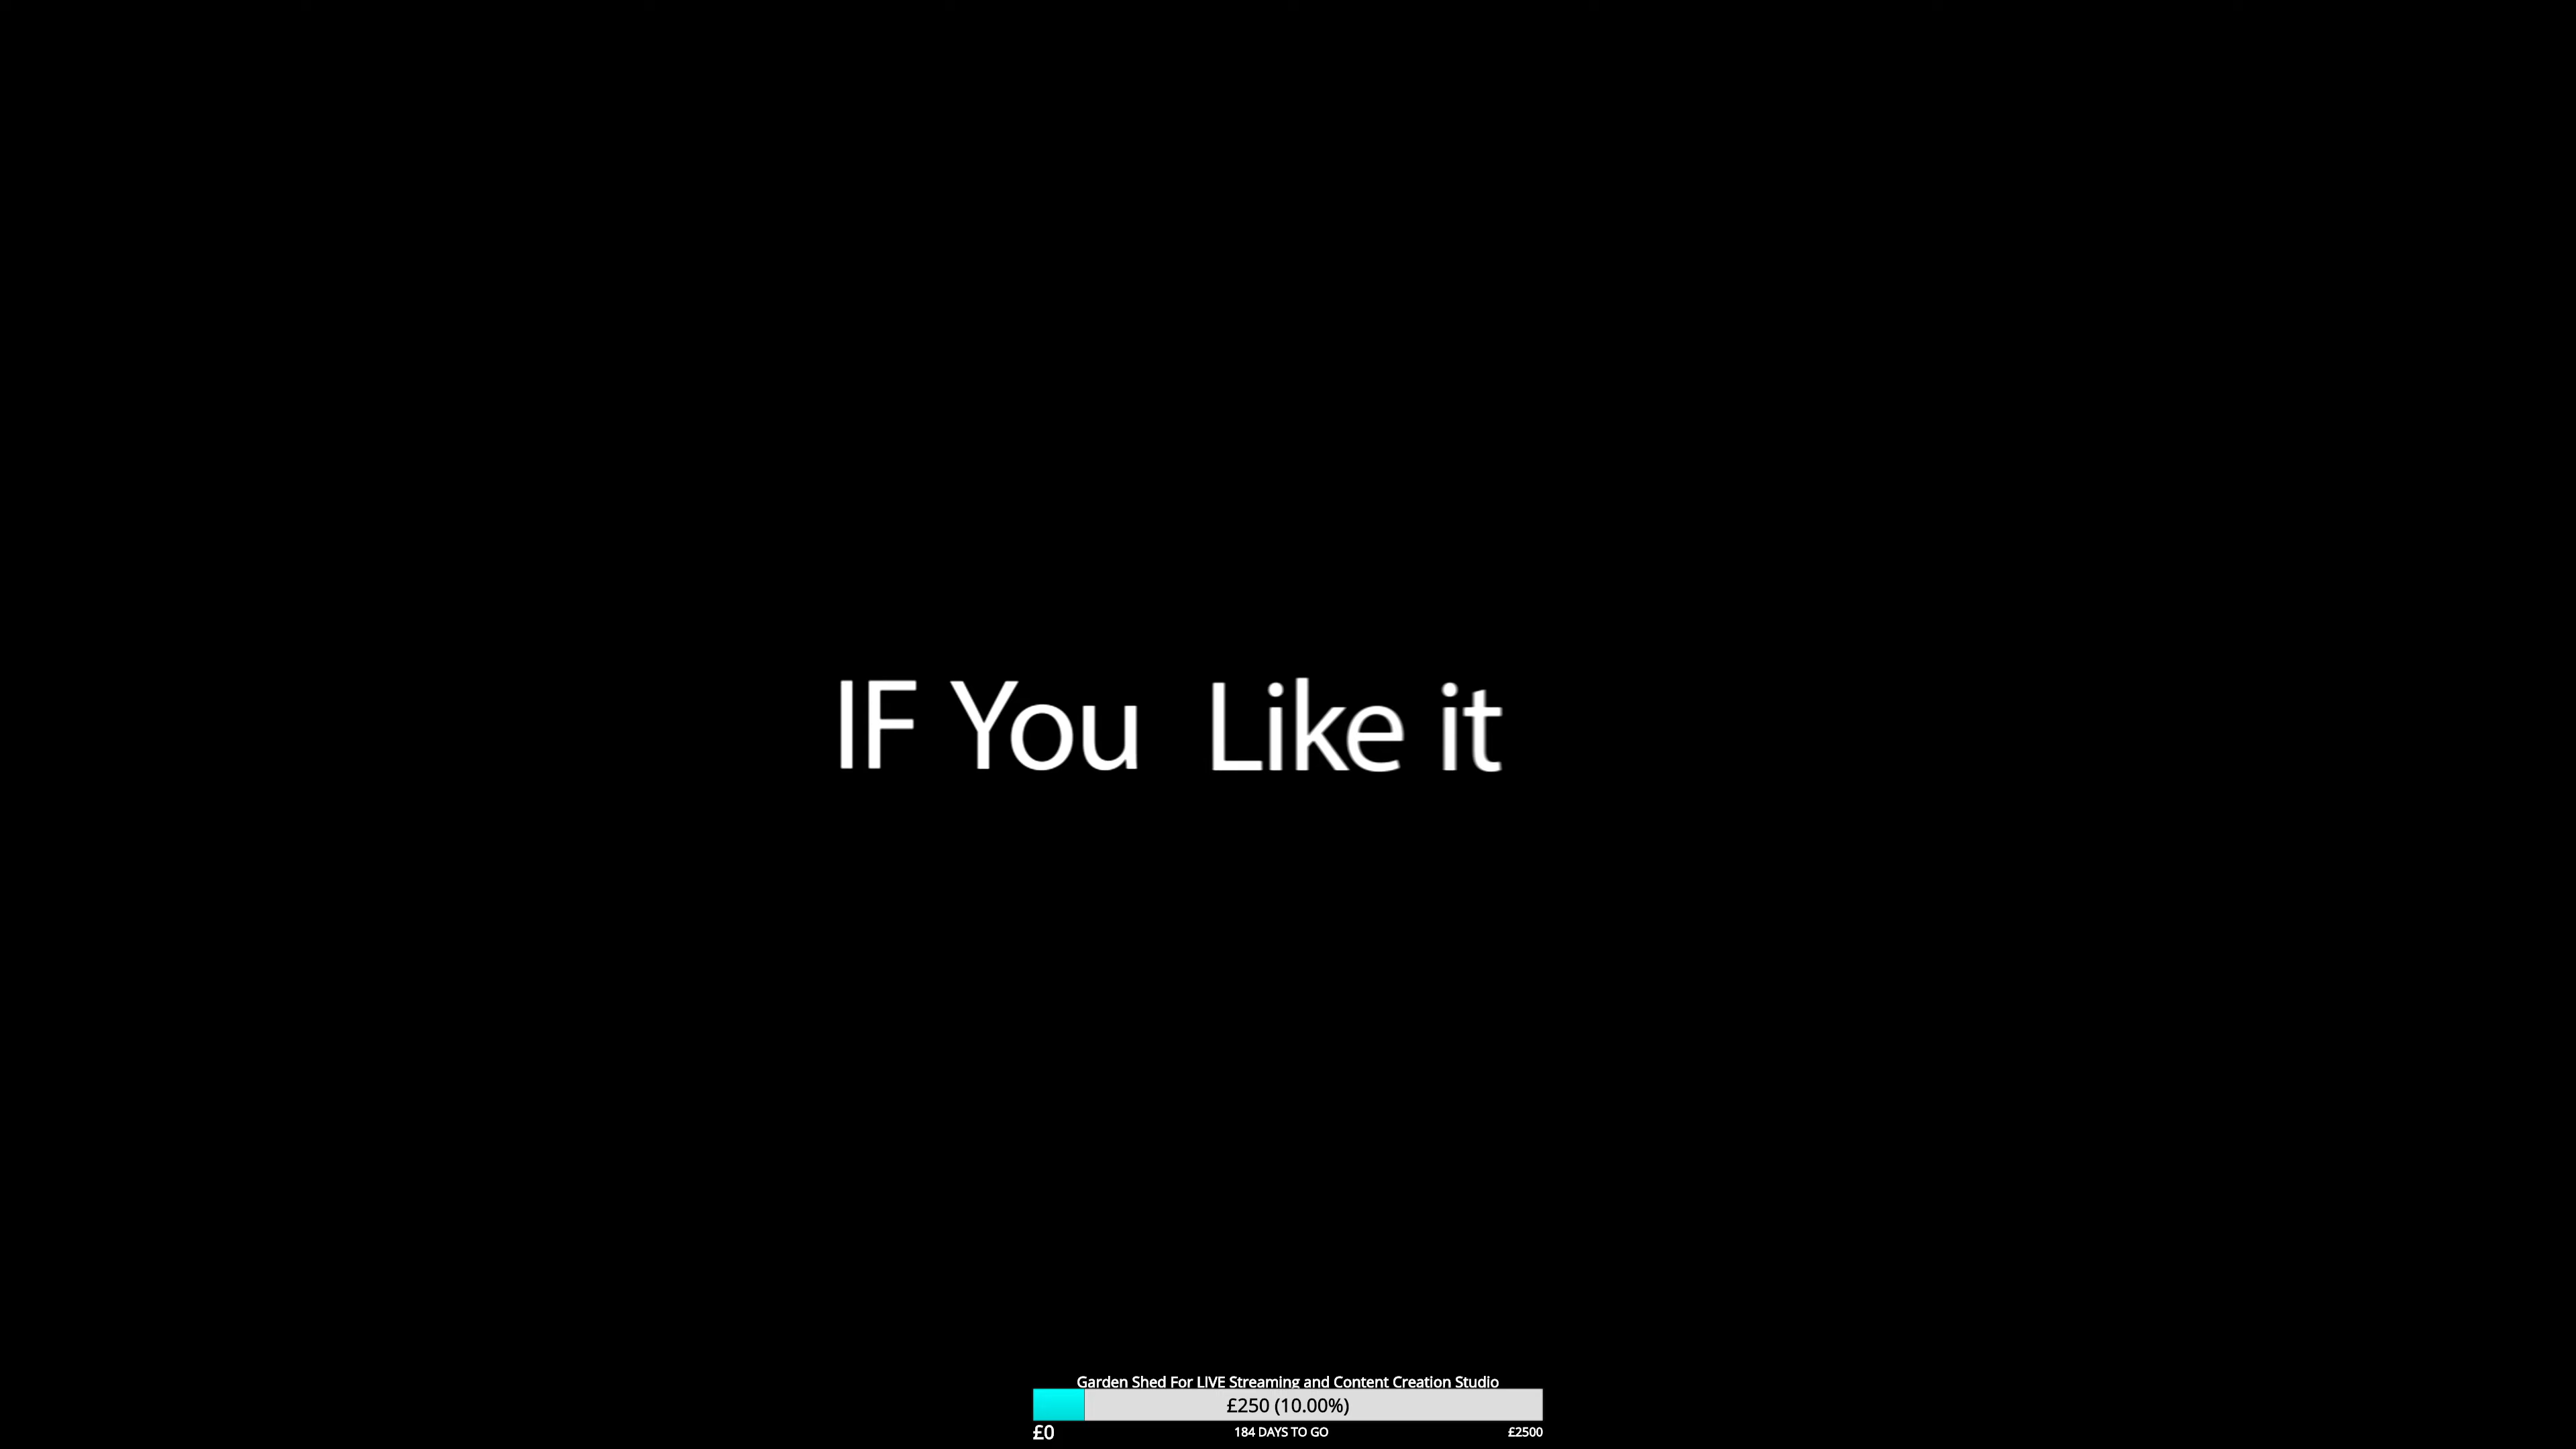 IF You Like it
Garden Shed For LIVE Streaming and Content Creation Studio
£250 (10.00%)
£0 184 DAYS TO GO £2500